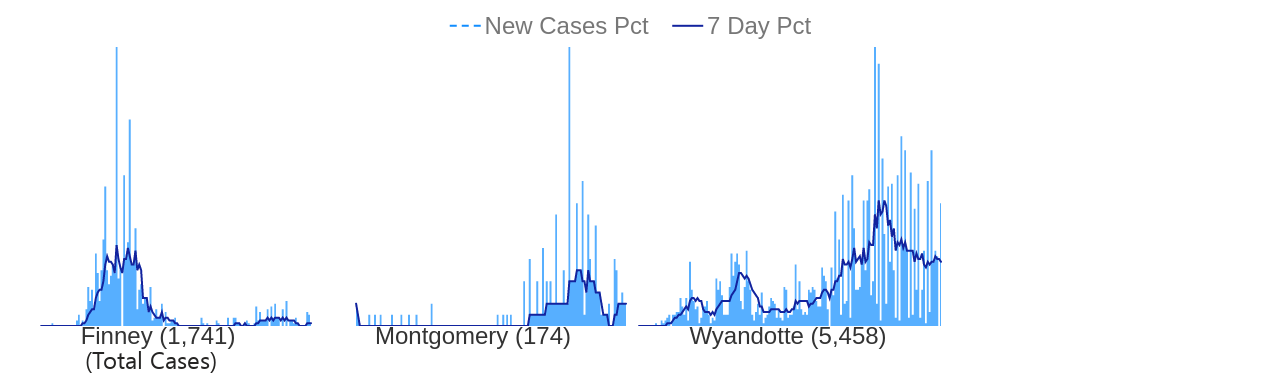 New Cases Pct 7 Day Pct
Finney (1,741) Montgomery (174) Wyandotte (5,458)
(Total Cases)